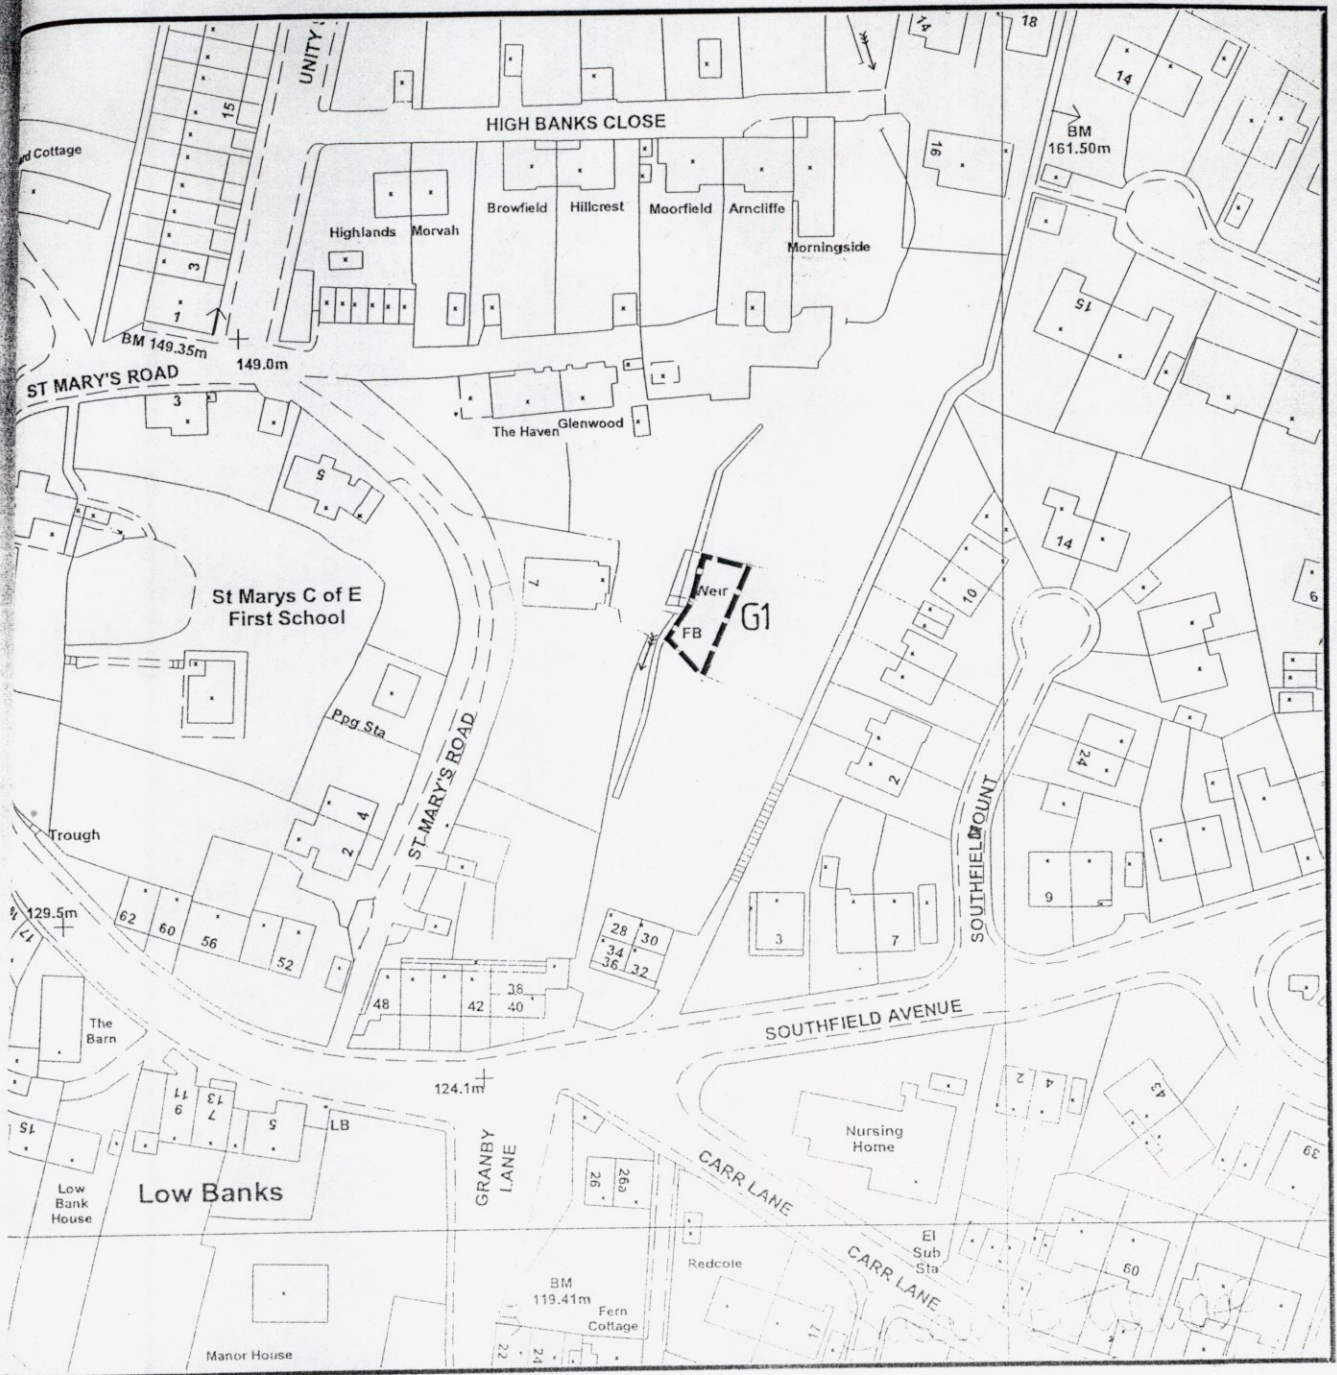 UNITY
15
14
18
14
HIGH BANKS CLOSE
BM
161.50m
16
Cottage
Browfield
Hillcrest
Moorfield
Arncliffe
Highlands
Morvah
Morningside
3
1
15
BM 149.35m
149.0m
ST MARY'S ROAD
3
The Haven
Glenwood
5
14
7
Weir
G1
FB
10
6
St Marys C of E
First School
Ppg Sta
ST MARY'S ROAD
2
24
SOUTHFIELD MOUNT
4
2
Trough
9
62
60
56
52
129.5m
17
28
30
34
36
32
3
7
48
42
38
40
SOUTHFIELD AVENUE
The
Barn
124.1m
11
9
13
7
5
LB
15
2
4
43
39
Nursing
Home
GRANBY
LANE
CARR LANE
26
26a
Low
Bank
House
Low Banks
El
Sub
Sta
Redcote
CARR LANE
60
BM
119.41m
Fern
Cottage
17
Manor House
22
24